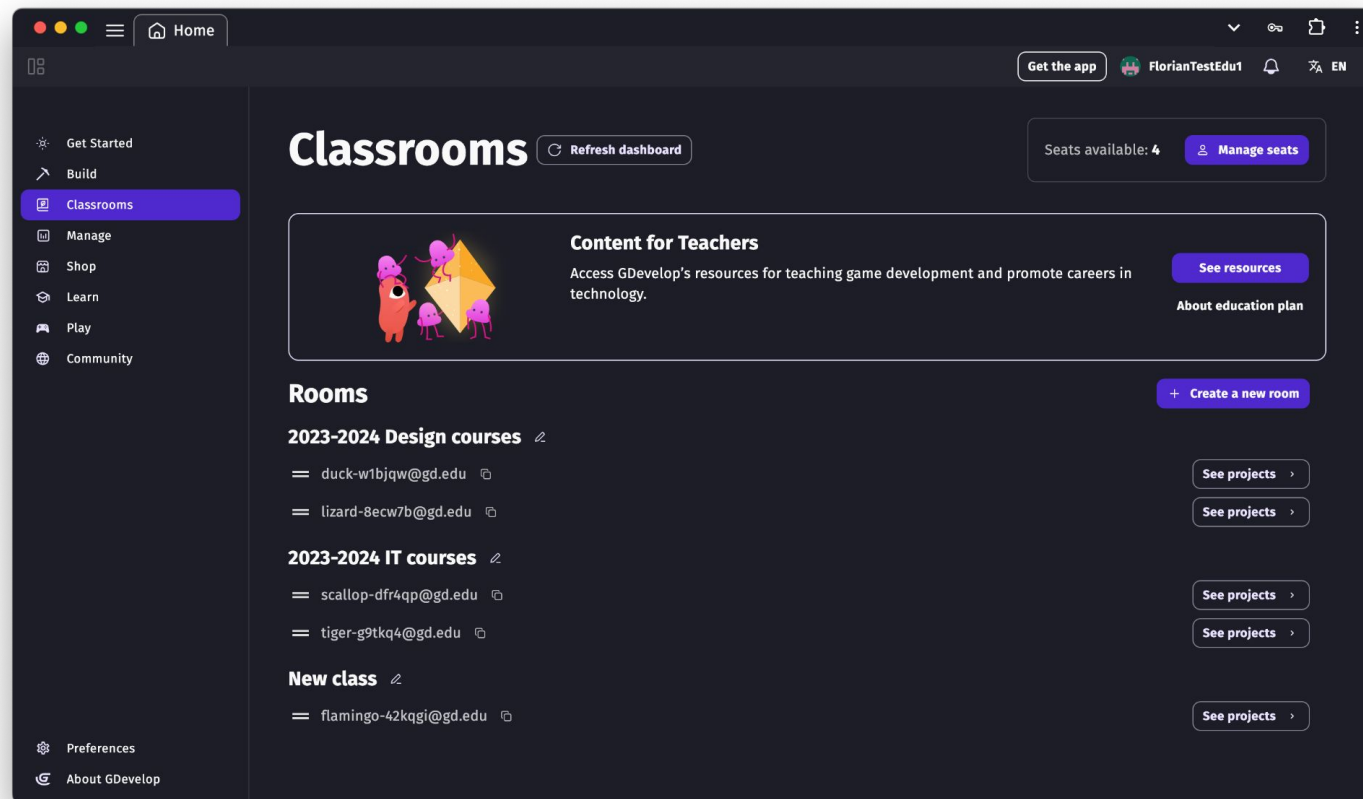 Home
Get the app
FlorianTestEdu1
EN
Get Started
Build
Classrooms
Manage
Shop
Learn
Play
Community
Preferences
About GDevelop
Classrooms
Refresh dashboard
Seats available: 4
Manage seats
Content for Teachers
Access GDevelop's resources for teaching game development and promote careers in
technology.
See resources
About education plan
Rooms
Create a new room
2023-2024 Design courses
duck-w1bjqw@gd.edu
See projects
lizard-8ecw7b@gd.edu
See projects
2023-2024 IT courses
scallop-dfr4qp@gd.edu
See projects
tiger-g9tkq4@gd.edu
See projects
New class
flamingo-42kqgi@gd.edu
See projects